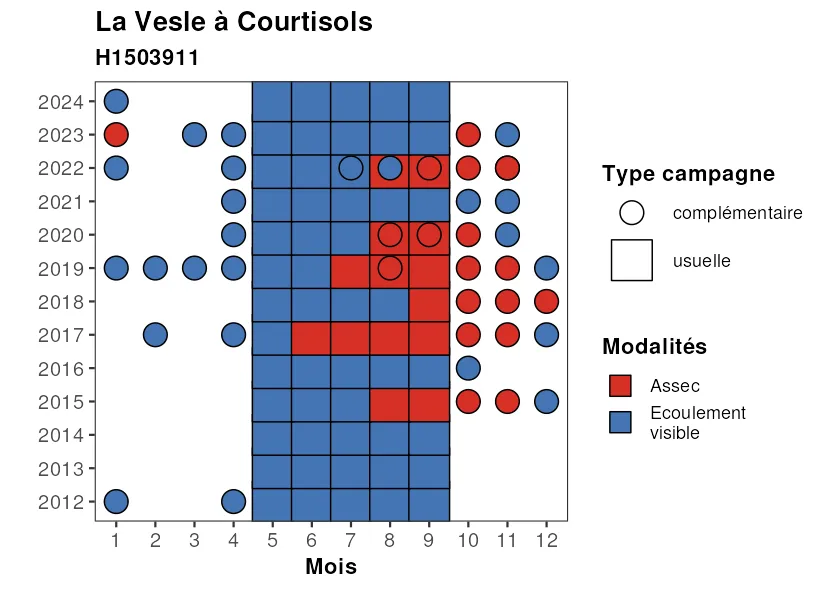 La Vesle à Courtisols
H1503911
2024
2023
2022
2021
2020
2019
2018
2017
2016
2015
2014
2013
2012
1 2 3 4 5 6 7 8 9 10 11 12
Mois
Type campagne
complémentaire
usuelle
Modalités
Assec
Ecoulement
visible